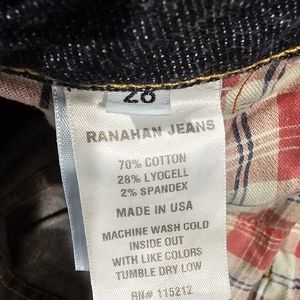 28
RANAHAN JEANS
70% COTTON
28% LYOCELL
2% SPANDEX
MADE IN USA
MACHINE WASH COLD
INSIDE OUT
WITH LIKE COLORS
TUMBLE DRY LOW
RN# 115212